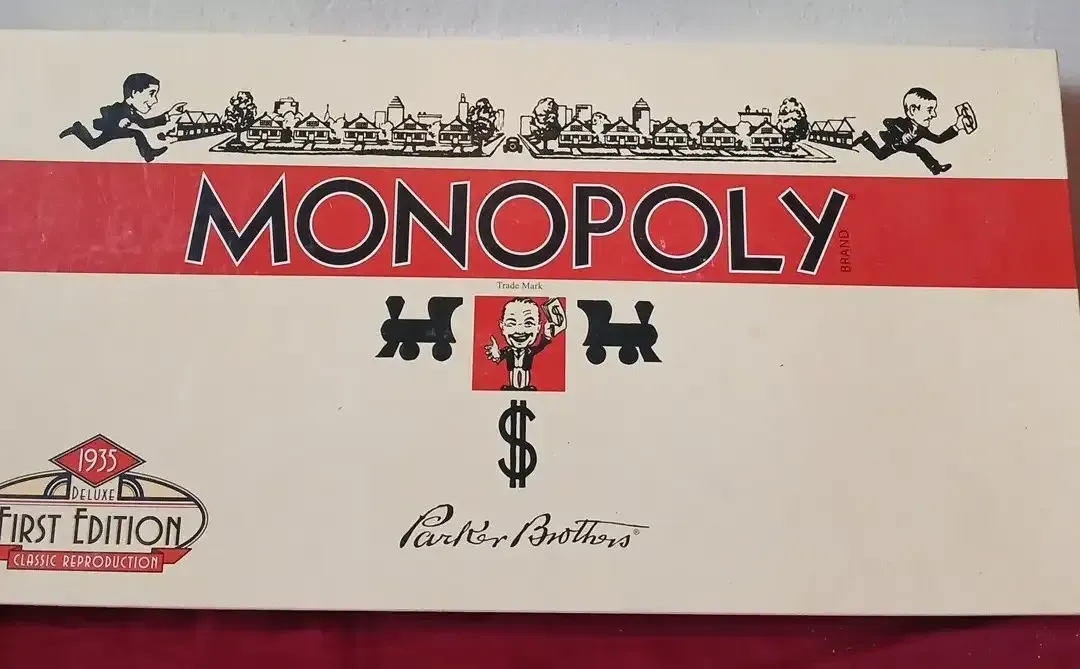 MONOPOLY
BRAND
Trade Mark
$
$
1935
DELUXE
FIRST EDITION
CLASSIC REPRODUCTION
Parker Brothers®